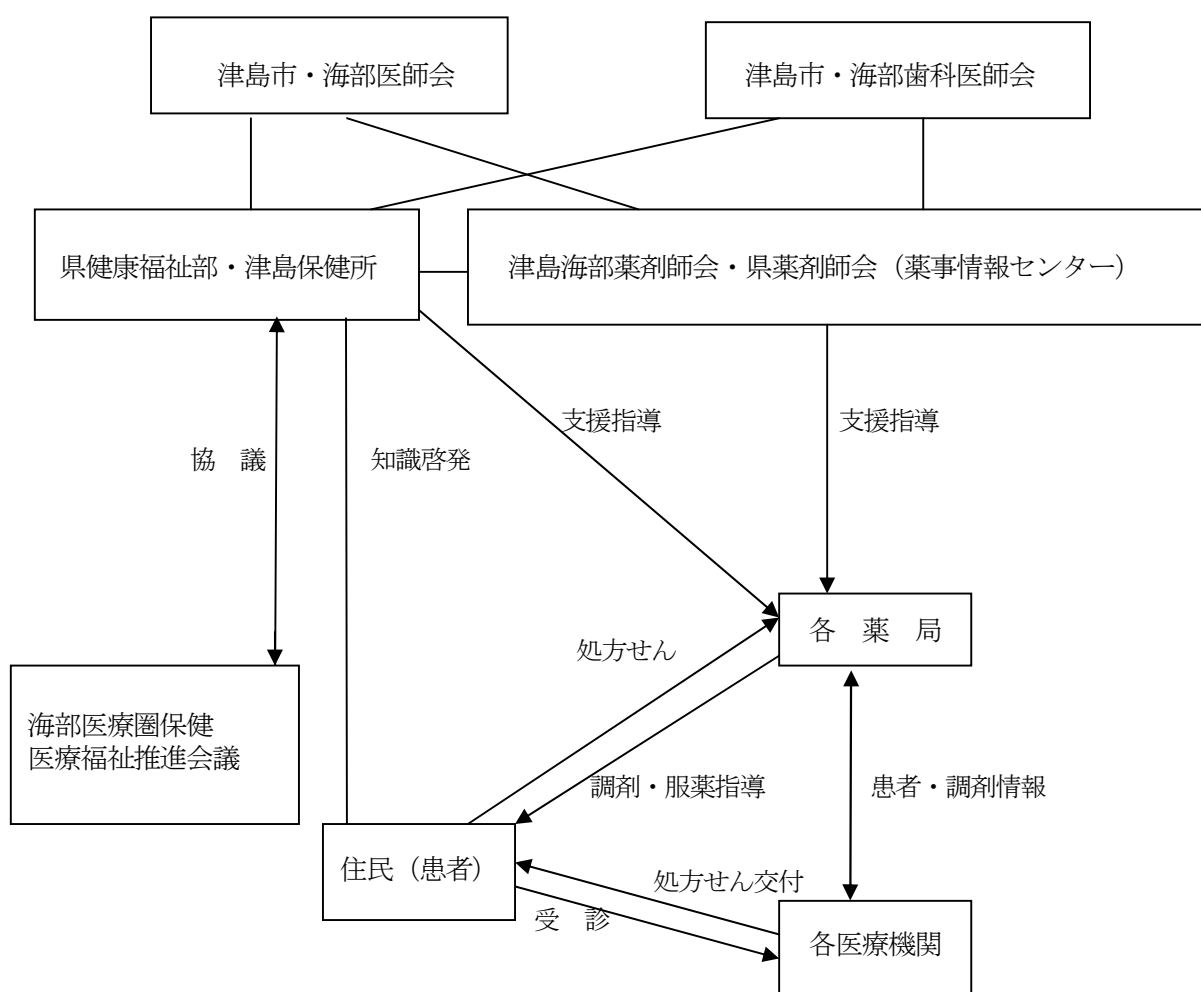 津島市・海部医師会
津島市・海部歯科医師会
県健康福祉部・津島保健所
津島海部薬剤師会・県薬剤師会（薬事情報センター）
支援指導
支援指導
協　議
知識啓発
各　薬　局
処方せん
海部医療圏保健
医療福祉推進会議
調剤・服薬指導
患者・調剤情報
住民（患者）
処方せん交付
受　診
各医療機関